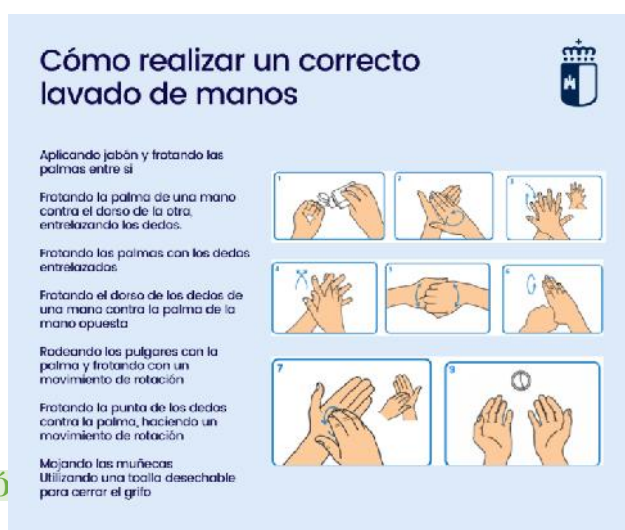 Cómo realizar un correcto
lavado de manos
Aplicando jabón y frotando las
palmas entre sí
Frotando la palma de una mano
contra el dorso de la otra,
entrelazando los dedos.
Frotando las palmas con los dedos
entrelazados
Frotando el dorso de los dedos de
una mano contra la palma de la
mano opuesta
Rodeando los pulgares con la
palma y frotando con un
movimiento de rotación
Frotando la punta de los dedos
contra la palma, haciendo un
movimiento de rotación
Mojando las muñecas
Utilizando una toalla desechable
para cerrar el grifo
1
2
3
4
5
6
7
9
ó